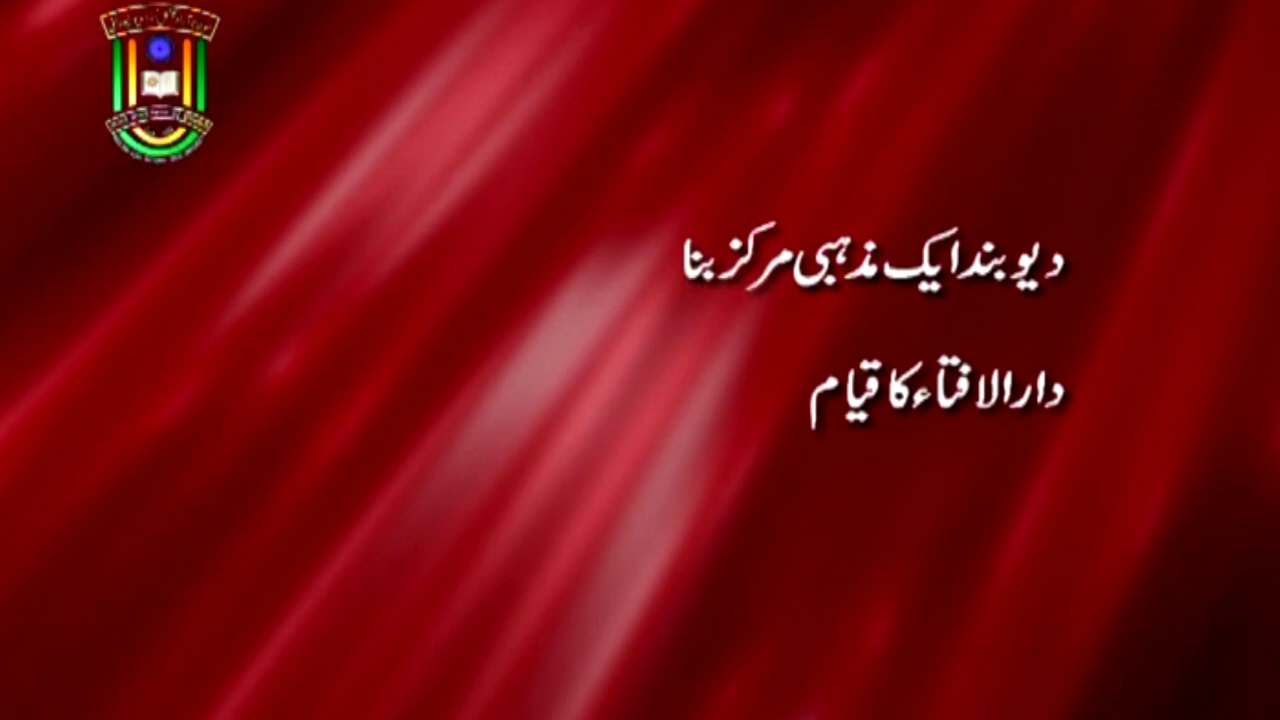 دیوبند ایک مذہبی مرکز بنا
دارالافتاء کا قیام